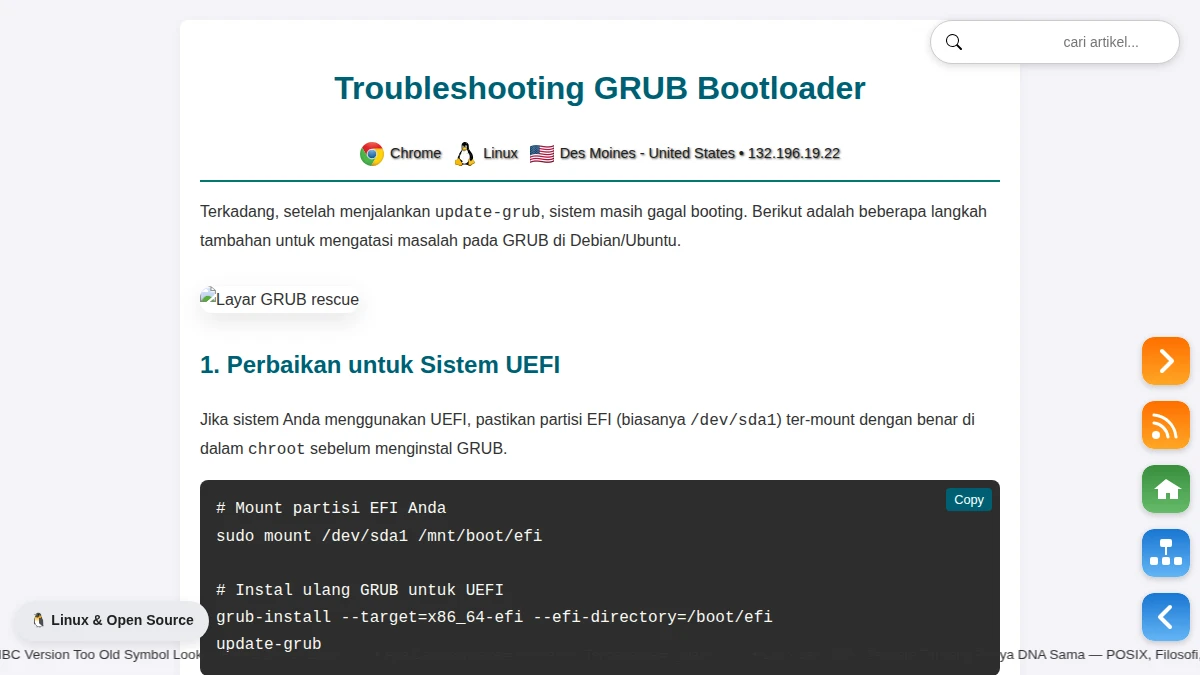 cari artikel...
Troubleshooting GRUB Bootloader
Chrome Linux Des Moines - United States • 132.196.19.22
Terkadang, setelah menjalankan update-grub, sistem masih gagal booting. Berikut adalah beberapa langkah
tambahan untuk mengatasi masalah pada GRUB di Debian/Ubuntu.
Layar GRUB rescue
1. Perbaikan untuk Sistem UEFI
Jika sistem Anda menggunakan UEFI, pastikan partisi EFI (biasanya /dev/sda1) ter-mount dengan benar di
dalam chroot sebelum menginstal GRUB.
Copy
# Mount partisi EFI Anda
sudo mount /dev/sda1 /mnt/boot/efi
# Instal ulang GRUB untuk UEFI
grub-install --target=x86_64-efi --efi-directory=/boot/efi
update-grub
Linux & Open Source
IBC Version Too Old Symbol Look
ya DNA Sama — POSIX, Filosofi